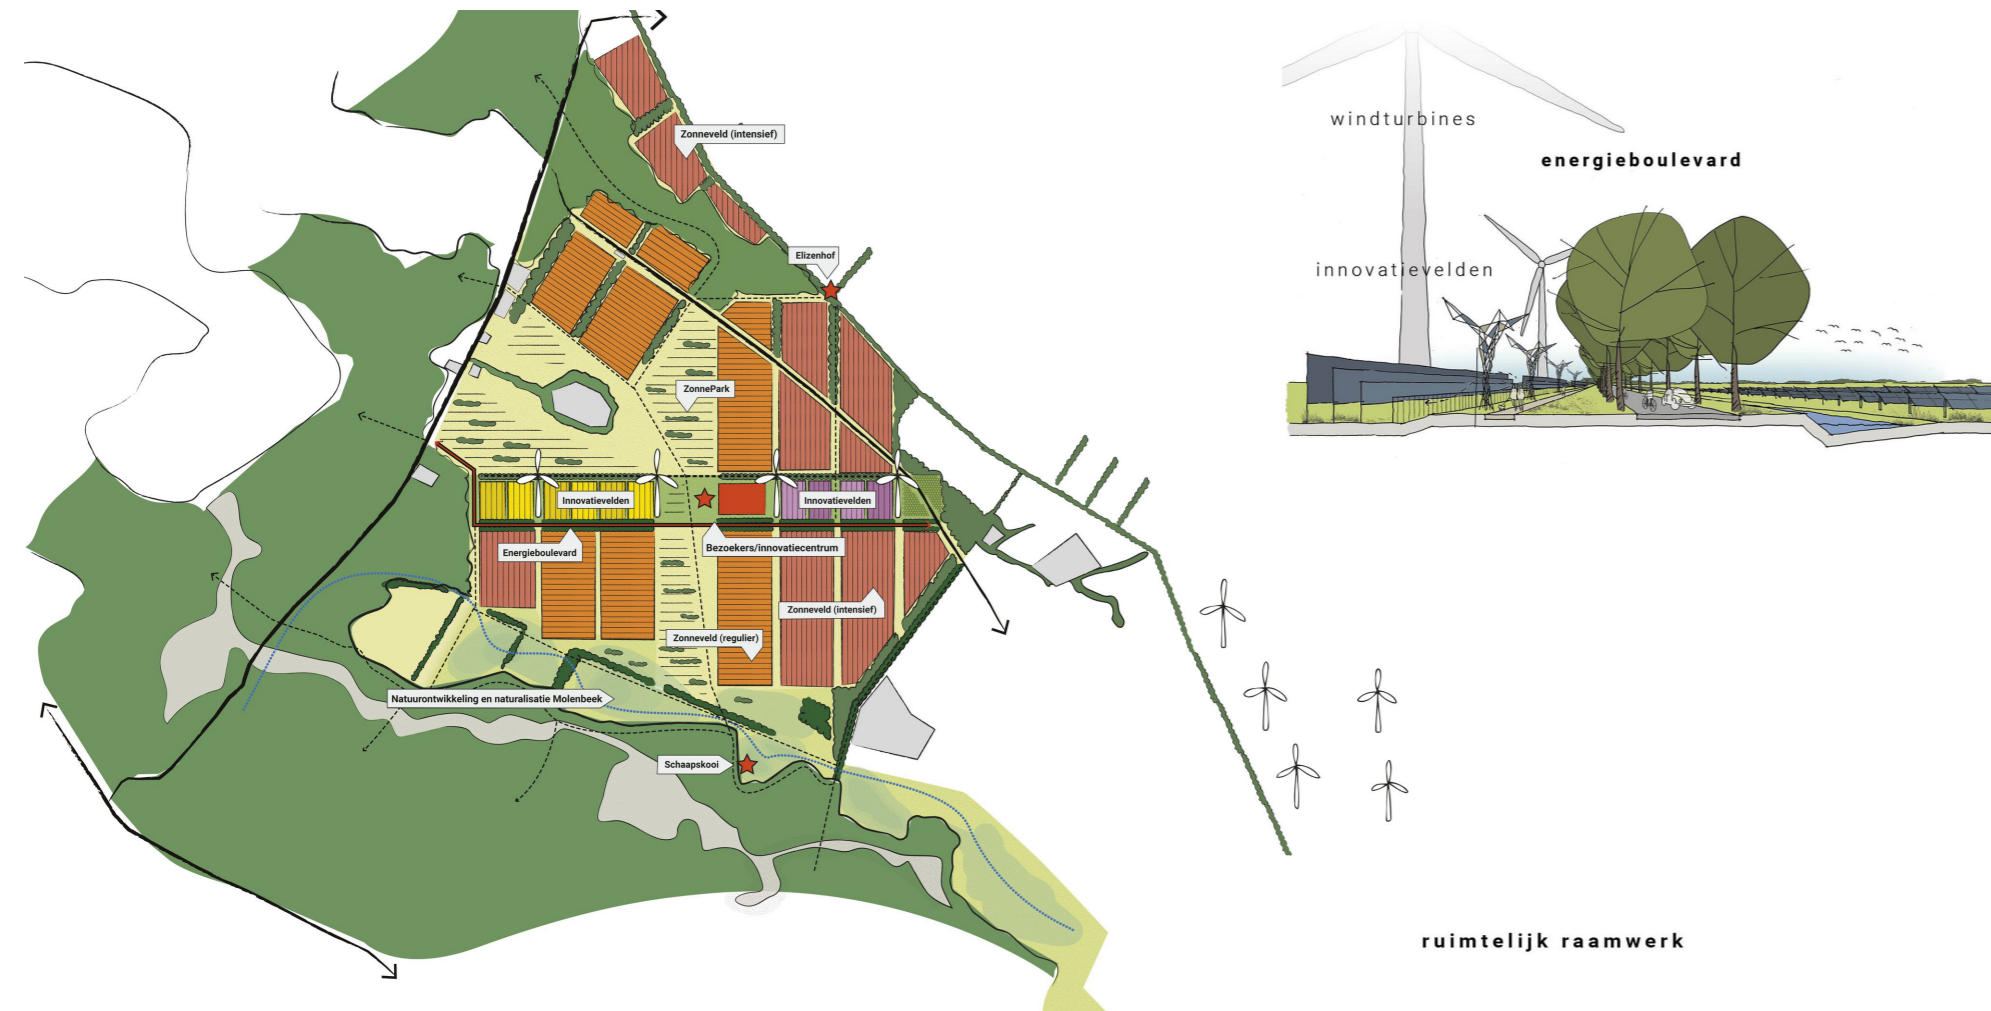 Zonneveld (intensief)
Elizenhof
ZonnePark
Innovatievelden
Innovatievelden
Energieboulevard
Bezoekers/innovatiecentrum
Zonneveld (intensief)
Zonneveld (regulier)
Natuurontwikkeling en naturalisatie Molenbeek
Schaapskooi
windturbines
energieboulevard
innovatievelden
ruimtelijk raamwerk